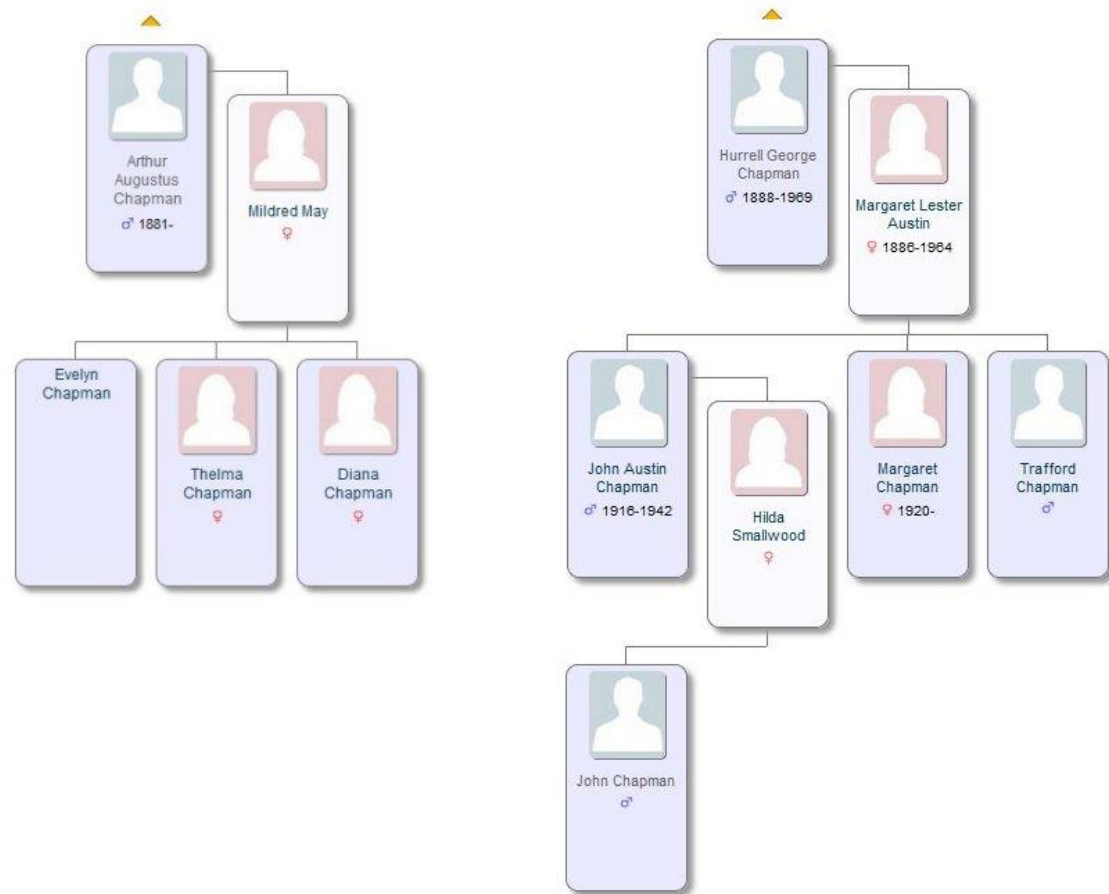 Arthur
Augustus
Chapman
♂ 1881-
Mildred May
♀
Evelyn
Chapman
Thelma
Chapman
♀
Diana
Chapman
♀
Hurrell George
Chapman
♂ 1888-1969
Margaret Lester
Austin
♀ 1886-1964
John Austin
Chapman
♂ 1916-1942
Hilda
Smallwood
♀
Margaret
Chapman
♀ 1920-
Trafford
Chapman
♂
John Chapman
♂